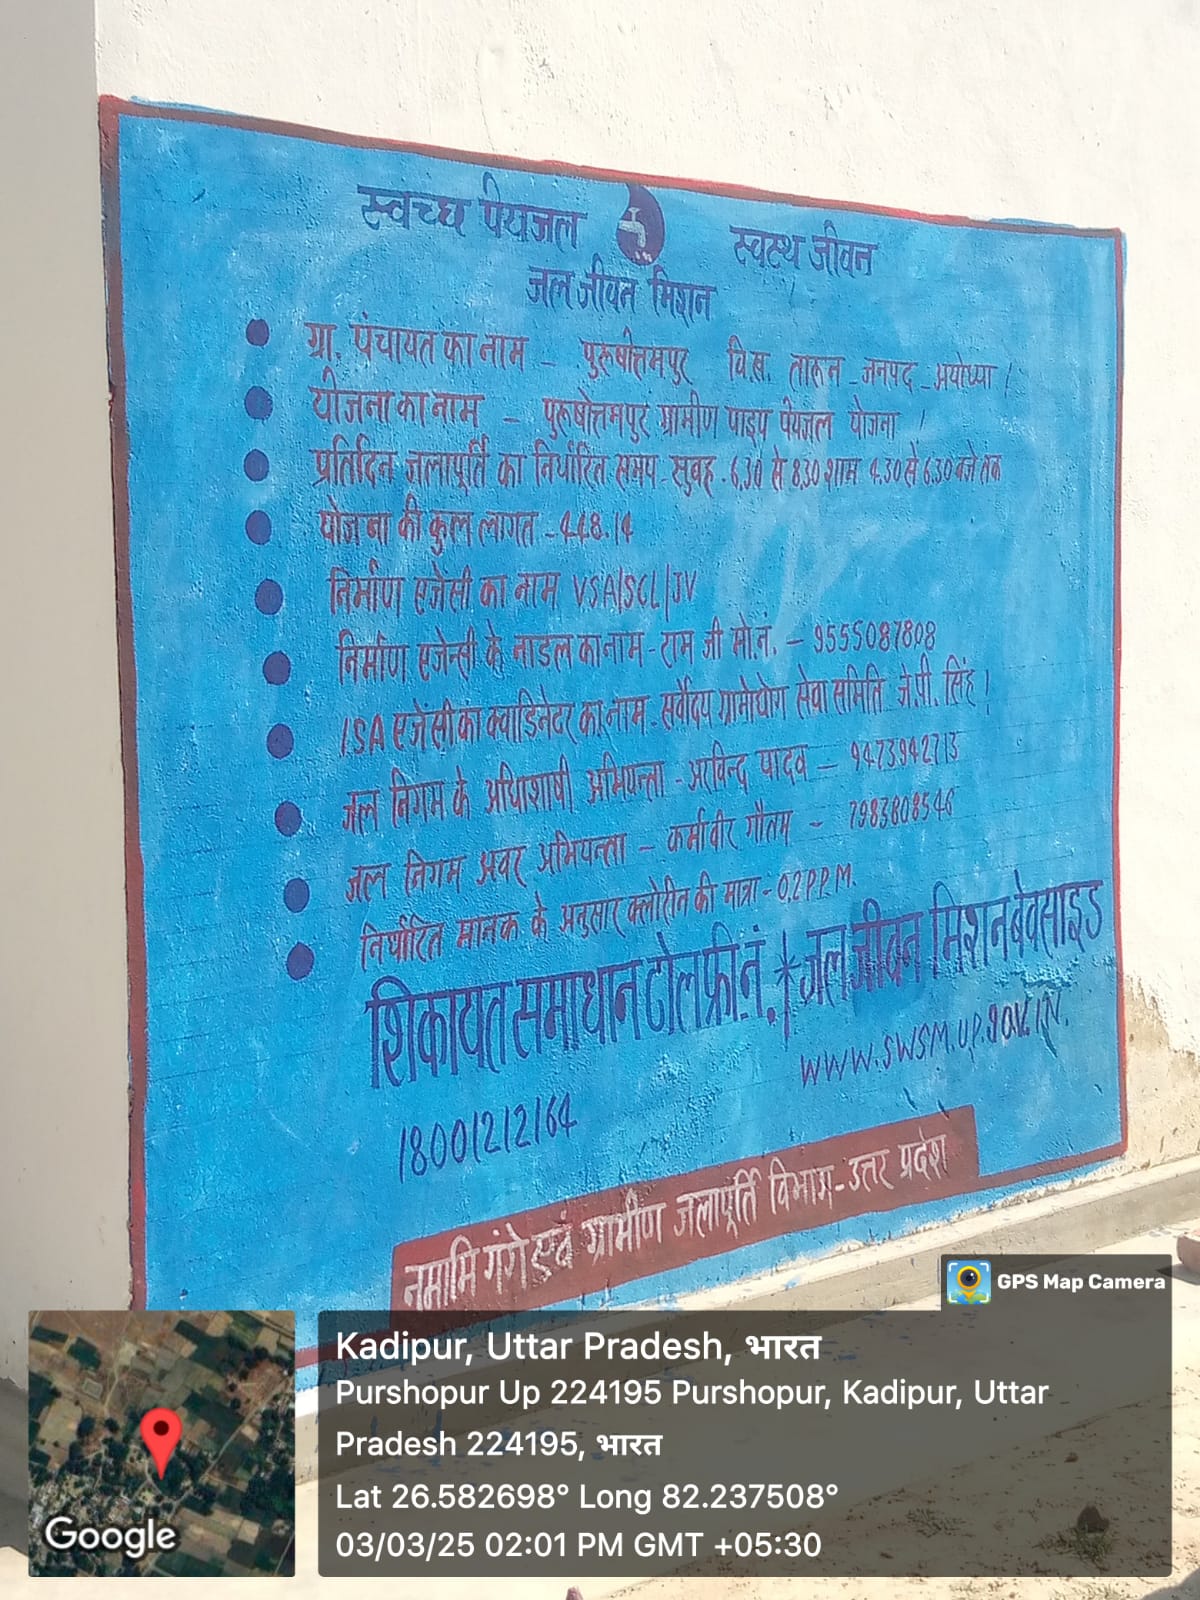 स्वच्छ पेयजल स्वस्थ जीवन
जल जीवन मिशन
ग्रा. पंचायत का नाम - पुरूषोत्तमपुर वि.ख. तारून - जनपद - अयोध्या।
योजना का नाम - पुरूषोत्तमपुर ग्रामीण पाइप पेयजल योजना।
प्रतिदिन जलापूर्ति का निर्धारित समय - सुबह - 6.30 से 8.30 शाम 4.30 से 6.30 बजे तक
योजना की कुल लागत - 448.14
निर्माण एजेंसी का नाम VSA/SCL/JV
निर्माण एजेन्सी के नाडल का नाम - राम जी मो.नं. - 9555087808
ISA एजेंसी का क्वाडिनेटर का नाम - सर्वोदय ग्रामोद्योग सेवा समिति जे.पी. सिंह।
जल निगम के अधिशाषी अभियन्ता - अरविन्द यादव - 9473942713
जल निगम अवर अभियन्ता - कर्मवीर गौतम - 7983808546
निर्धारित मानक के अनुसार क्लोरीन की मात्रा - 0.2 P.P.M.
शिकायत समाधान टोल फ्री नं. * जल जीवन मिशन बेवसाइड
WWW.SWSM.U.P.gov.IN.
18001212164
नमामि गंगे एवं ग्रामीण जलापूर्ति विभाग - उत्तर प्रदेश
GPS Map Camera
Kadipur, Uttar Pradesh, भारत
Purshopur Up 224195 Purshopur, Kadipur, Uttar
Pradesh 224195, भारत
Lat 26.582698° Long 82.237508°
03/03/25 02:01 PM GMT +05:30
Google